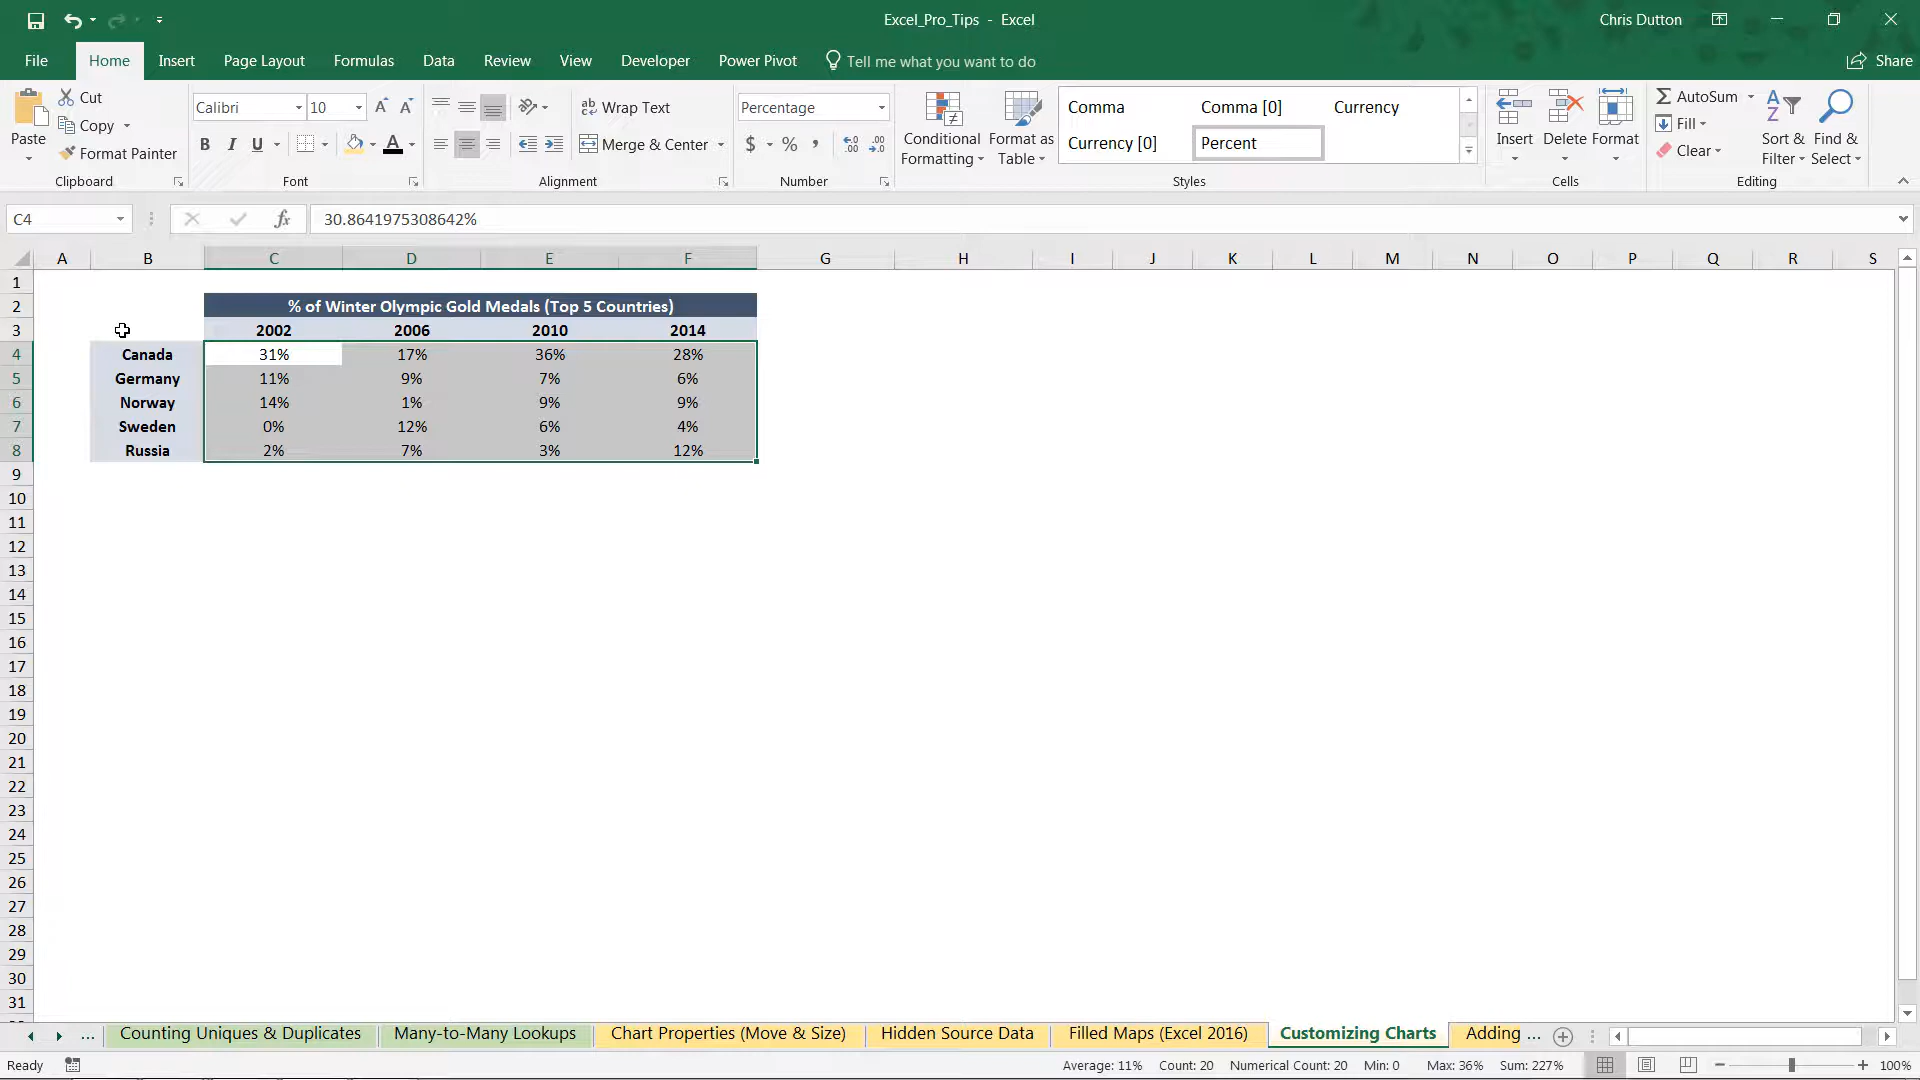 Excel_Pro_Tips - Excel
Chris Dutton
File Home Insert Page Layout Formulas Data Review View Developer Power Pivot Tell me what you want to do Share
Paste
Cut
Copy
Format Painter
Clipboard
Calibri 10 A A
B I U A
Font
Wrap Text
Merge & Center
Alignment
Percentage
$ % , .00 .0
Number
Conditional Formatting
Format as Table
Comma Comma [0] Currency
Currency [0] Percent
Styles
Insert Delete Format
Cells
AutoSum
Fill
Clear
Sort & Filter
Find & Select
Editing
C4 fx 30.8641975308642%
A B C D E F G H I J K L M N O P Q R S
1
2 % of Winter Olympic Gold Medals (Top 5 Countries)
3 2002 2006 2010 2014
4 Canada 31% 17% 36% 28%
5 Germany 11% 9% 7% 6%
6 Norway 14% 1% 9% 9%
7 Sweden 0% 12% 6% 4%
8 Russia 2% 7% 3% 12%
9
10
11
12
13
14
15
16
17
18
19
20
21
22
23
24
25
26
27
28
29
30
31
... Counting Uniques & Duplicates Many-to-Many Lookups Chart Properties (Move & Size) Hidden Source Data Filled Maps (Excel 2016) Customizing Charts Adding ...
Ready Average: 11% Count: 20 Numerical Count: 20 Min: 0 Max: 36% Sum: 227% 100%